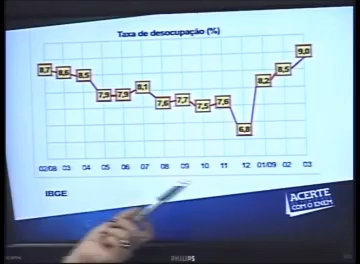 Taxa de desocupação (%)
8,7 8,6 8,5 7,9 7,9 8,1 7,6 7,7 7,5 7,6 6,8 8,2 8,5 9,0
02/08 03 04 05 06 07 08 09 10 11 12 01/09 02 03
IBGE
ACERTE
COM O ENEM
PHILIPS